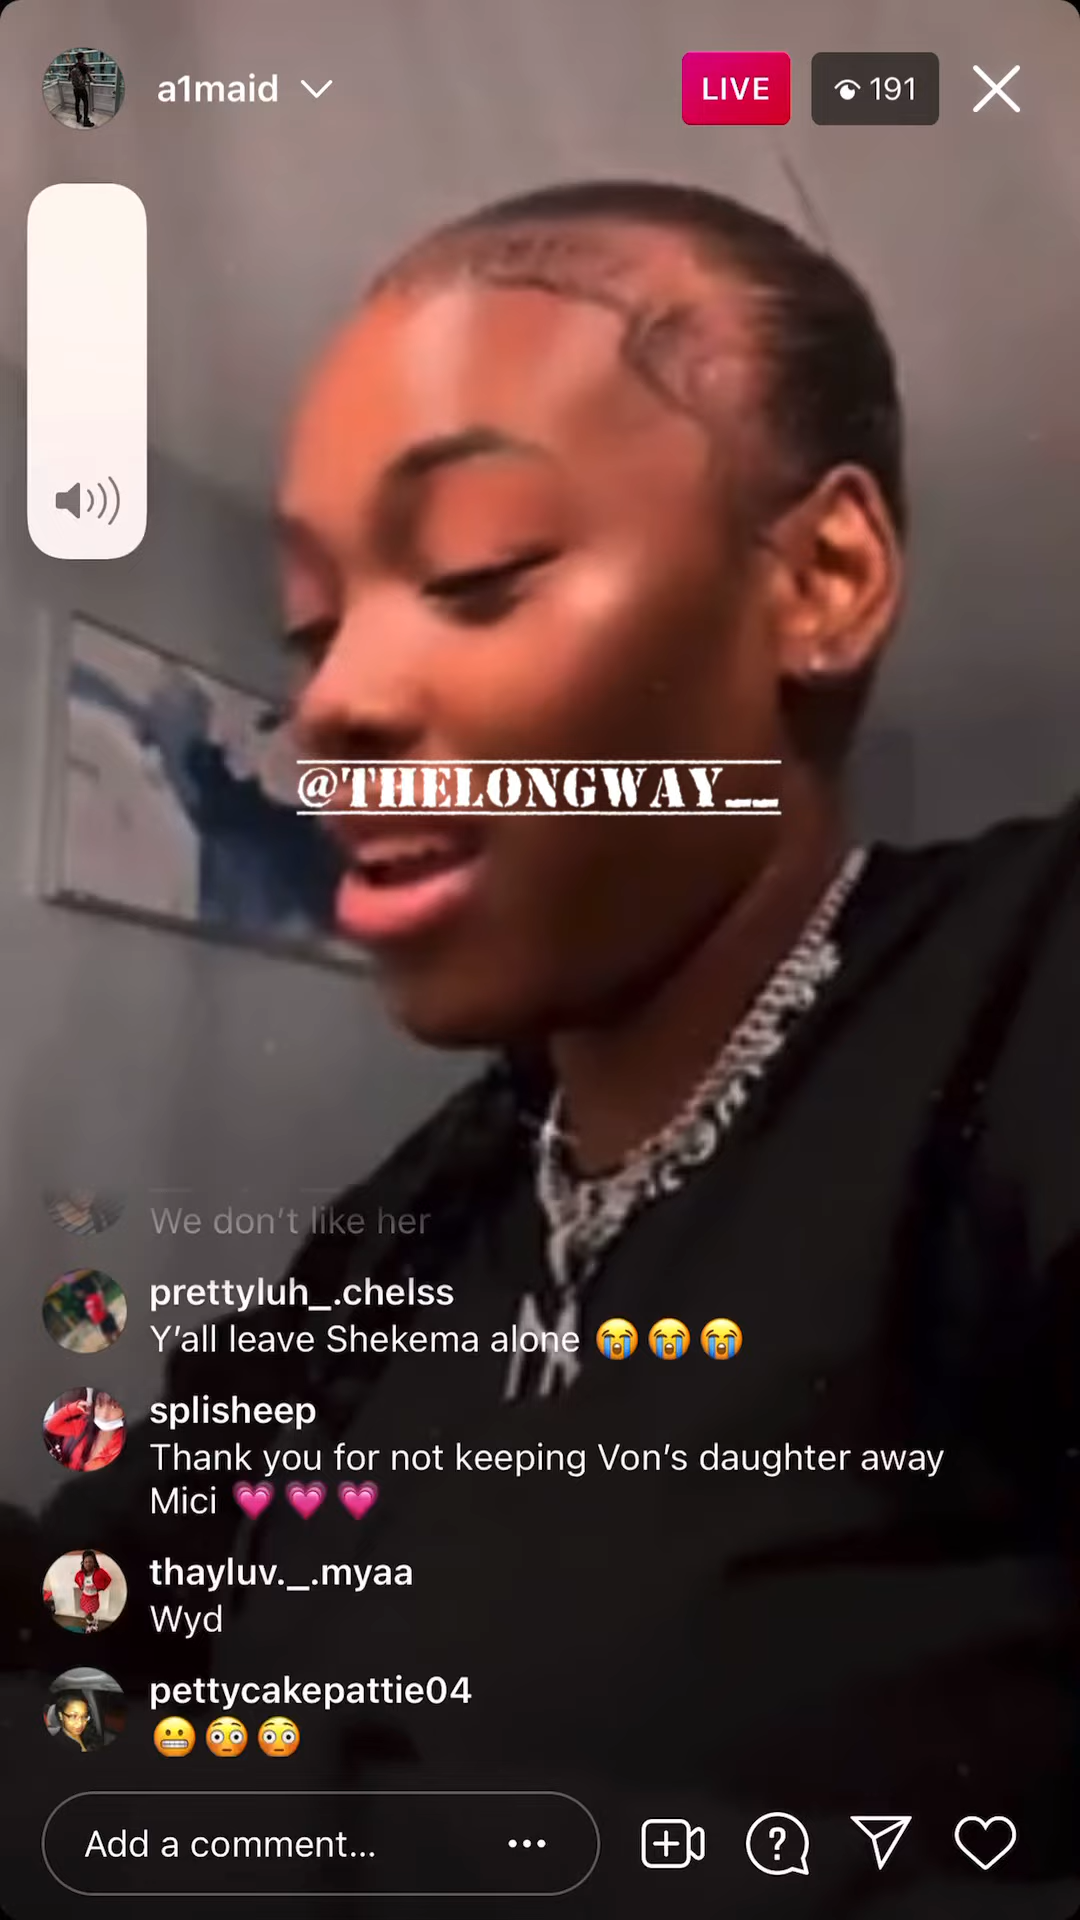 a1maid
LIVE
191
@THELONGWAY__
We don't like her
prettyluh_.chelss
Y'all leave Shekema alone 😭😭😭
splisheep
Thank you for not keeping Von's daughter away
Mici 💗💗💗
thayluv._.myaa
Wyd
pettycakepattie04
😬😳😳
Add a comment...